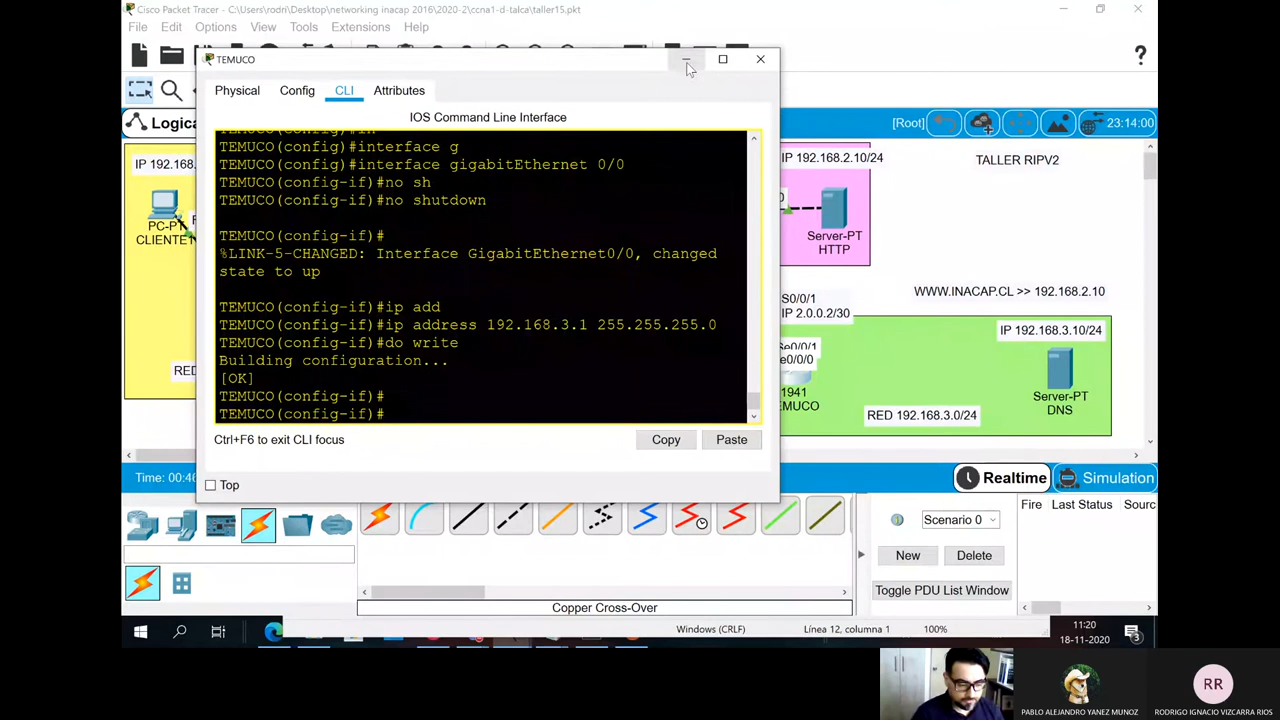 Cisco Packet Tracer - C:\Users\rodri\Desktop\networking inacap 2016\2020-2\ccna1-d-talca\taller15.pkt
File Edit Options View Tools Extensions Help
TEMUCO
Physical Config CLI Attributes
IOS Command Line Interface
Logica
[Root]
23:14:00
TEMUCO(config)#in
TEMUCO(config)#interface g
TEMUCO(config)#interface gigabitEthernet 0/0
TEMUCO(config-if)#no sh
TEMUCO(config-if)#no shutdown
TEMUCO(config-if)#
%LINK-5-CHANGED: Interface GigabitEthernet0/0, changed
state to up
TEMUCO(config-if)#ip add
TEMUCO(config-if)#ip address 192.168.3.1 255.255.255.0
TEMUCO(config-if)#do write
Building configuration...
[OK]
TEMUCO(config-if)#
TEMUCO(config-if)#
Ctrl+F6 to exit CLI focus
Copy
Paste
Top
IP 192.168.
PC-PT
CLIENTE1
RED
IP 192.168.2.10/24
TALLER RIPV2
Server-PT
HTTP
S0/0/1
IP 2.0.0.2/30
WWW.INACAP.CL >> 192.168.2.10
Se0/0/1
Se0/0/0
1941
TEMUCO
IP 192.168.3.10/24
Server-PT
DNS
RED 192.168.3.0/24
Time: 00:46
Realtime
Simulation
Scenario 0
Fire Last Status Sourc
New
Delete
Toggle PDU List Window
Copper Cross-Over
Windows (CRLF)
Línea 12, columna 1
100%
11:20
18-11-2020
3
RR
PABLO ALEJANDRO YANEZ MUNOZ
RODRIGO IGNACIO VIZCARRA RIOS